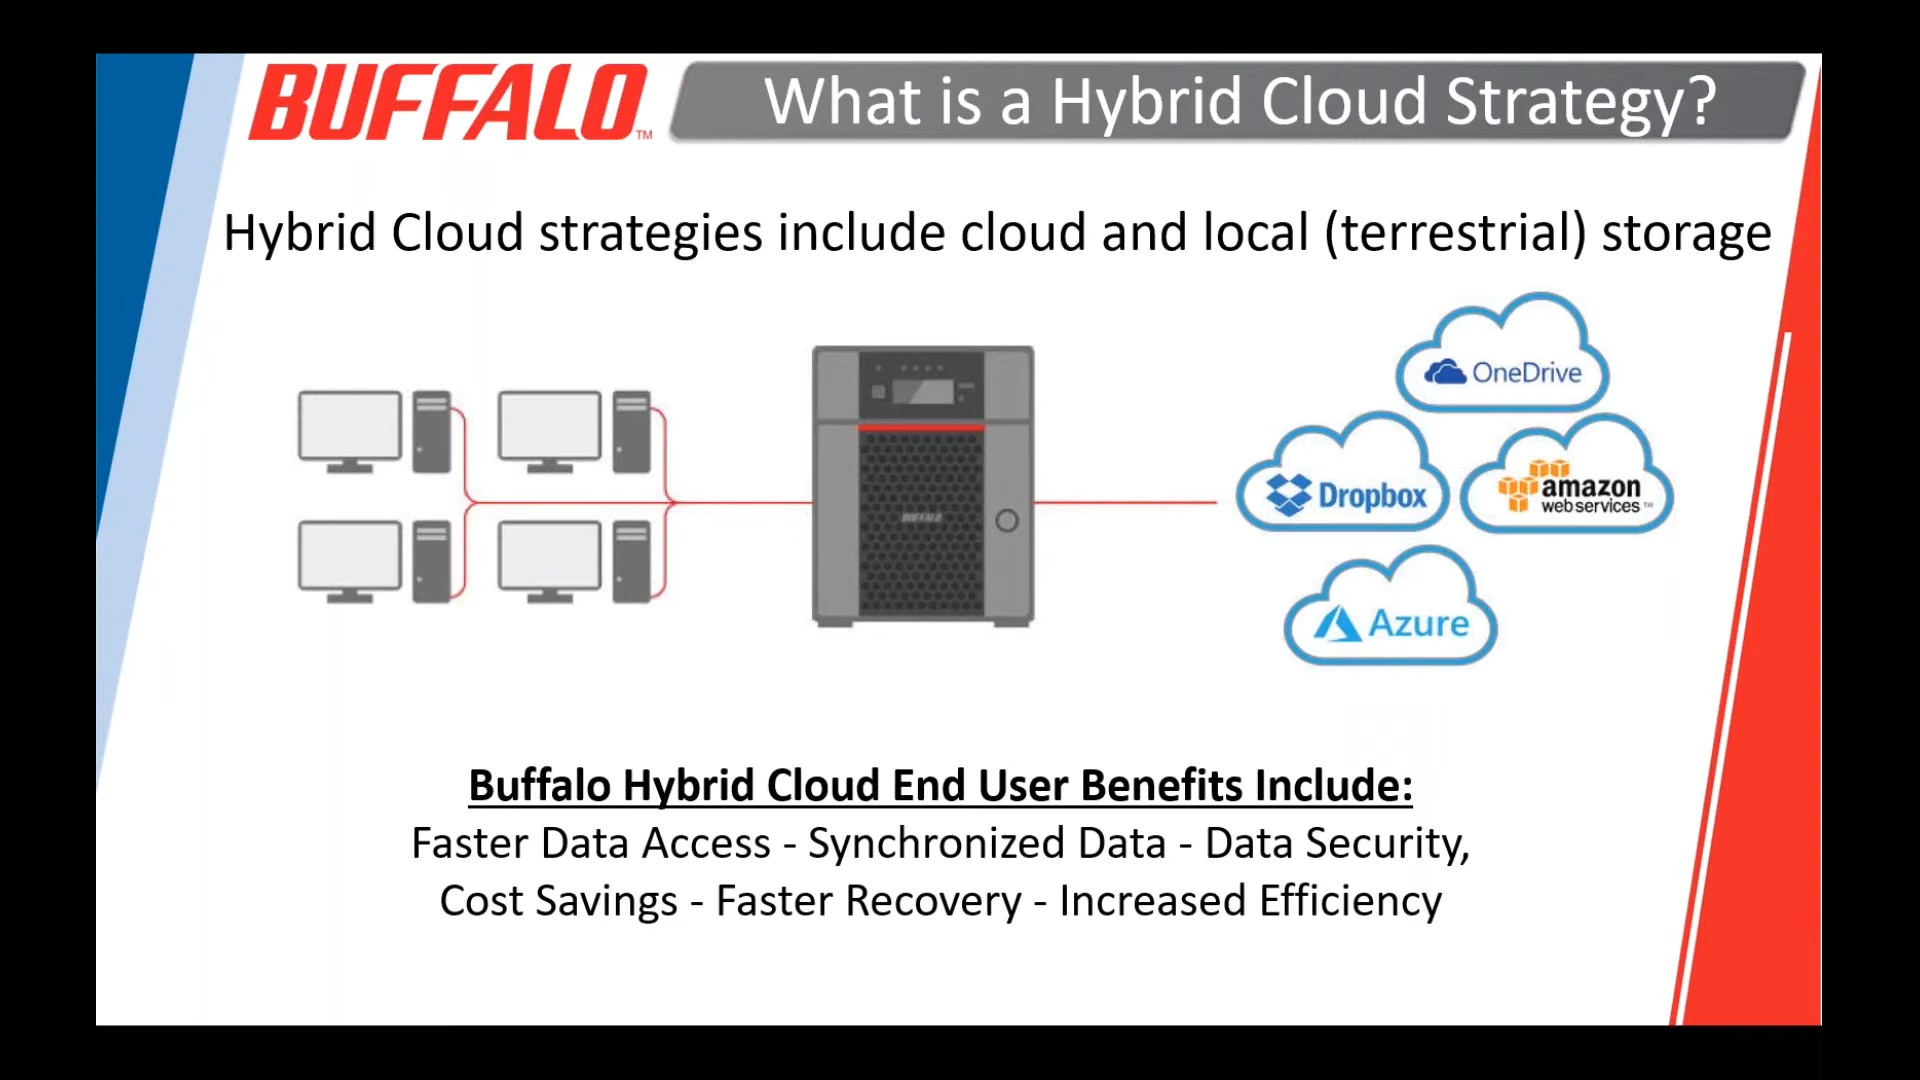 BUFFALO™
What is a Hybrid Cloud Strategy?
Hybrid Cloud strategies include cloud and local (terrestrial) storage
OneDrive
Dropbox
amazon
web services™
BUFFALO
Azure
Buffalo Hybrid Cloud End User Benefits Include:
Faster Data Access - Synchronized Data - Data Security,
Cost Savings - Faster Recovery - Increased Efficiency